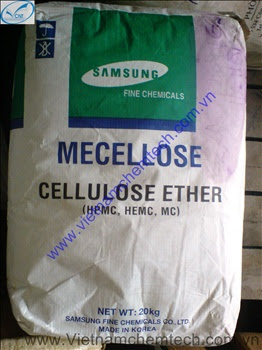 SAMSUNG
FINE CHEMICALS
MECELLOSE
CELLULOSE ETHER
(HEMC, HEMC, MC)
NET WT: 20kg
SAMSUNG FINE CHEMICALS CO., LTD.
MADE IN KOREA
www.Vietnamchemtech.com.vn
www.Vietnamchemtech.com.vn